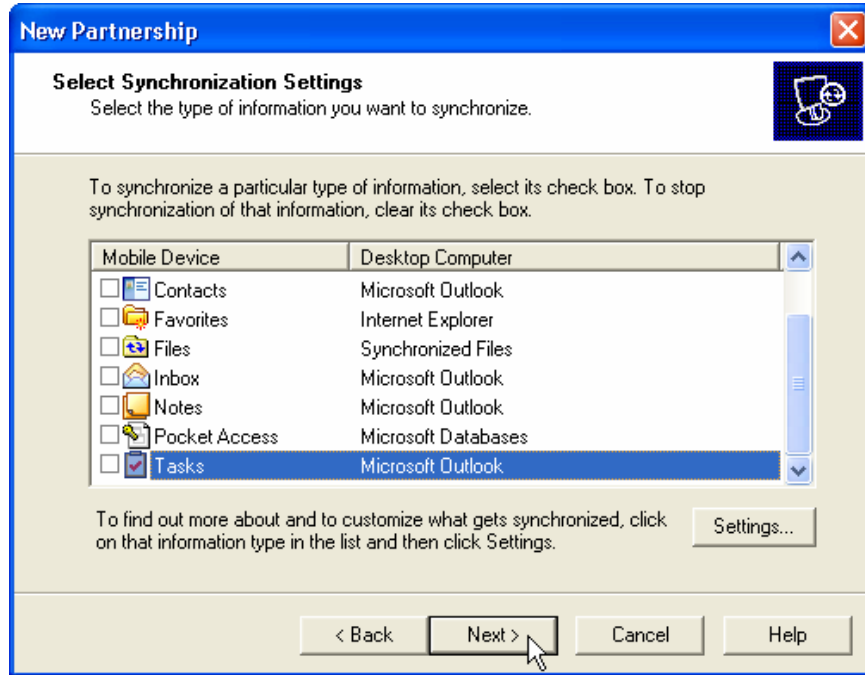 New Partnership
Select Synchronization Settings
Select the type of information you want to synchronize.
To synchronize a particular type of information, select its check box. To stop
synchronization of that information, clear its check box.
Mobile Device Desktop Computer
Contacts Microsoft Outlook
Favorites Internet Explorer
Files Synchronized Files
Inbox Microsoft Outlook
Notes Microsoft Outlook
Pocket Access Microsoft Databases
Tasks Microsoft Outlook
To find out more about and to customize what gets synchronized, click
on that information type in the list and then click Settings.
Settings...
< Back Next > Cancel Help